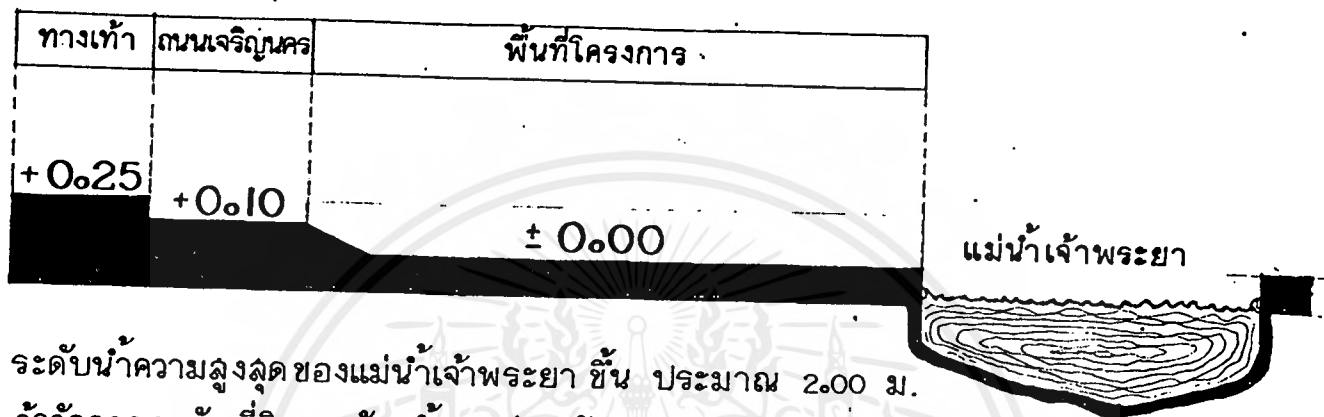 ทางเท้า ถนนเจริญนคร พื้นที่โครงการ
+0.25
+0.10
± 0.00
แม่น้ำเจ้าพระยา
ระดับน้ำความสูงสุดของแม่น้ำเจ้าพระยา ขึ้น ประมาณ 2.00 ม.